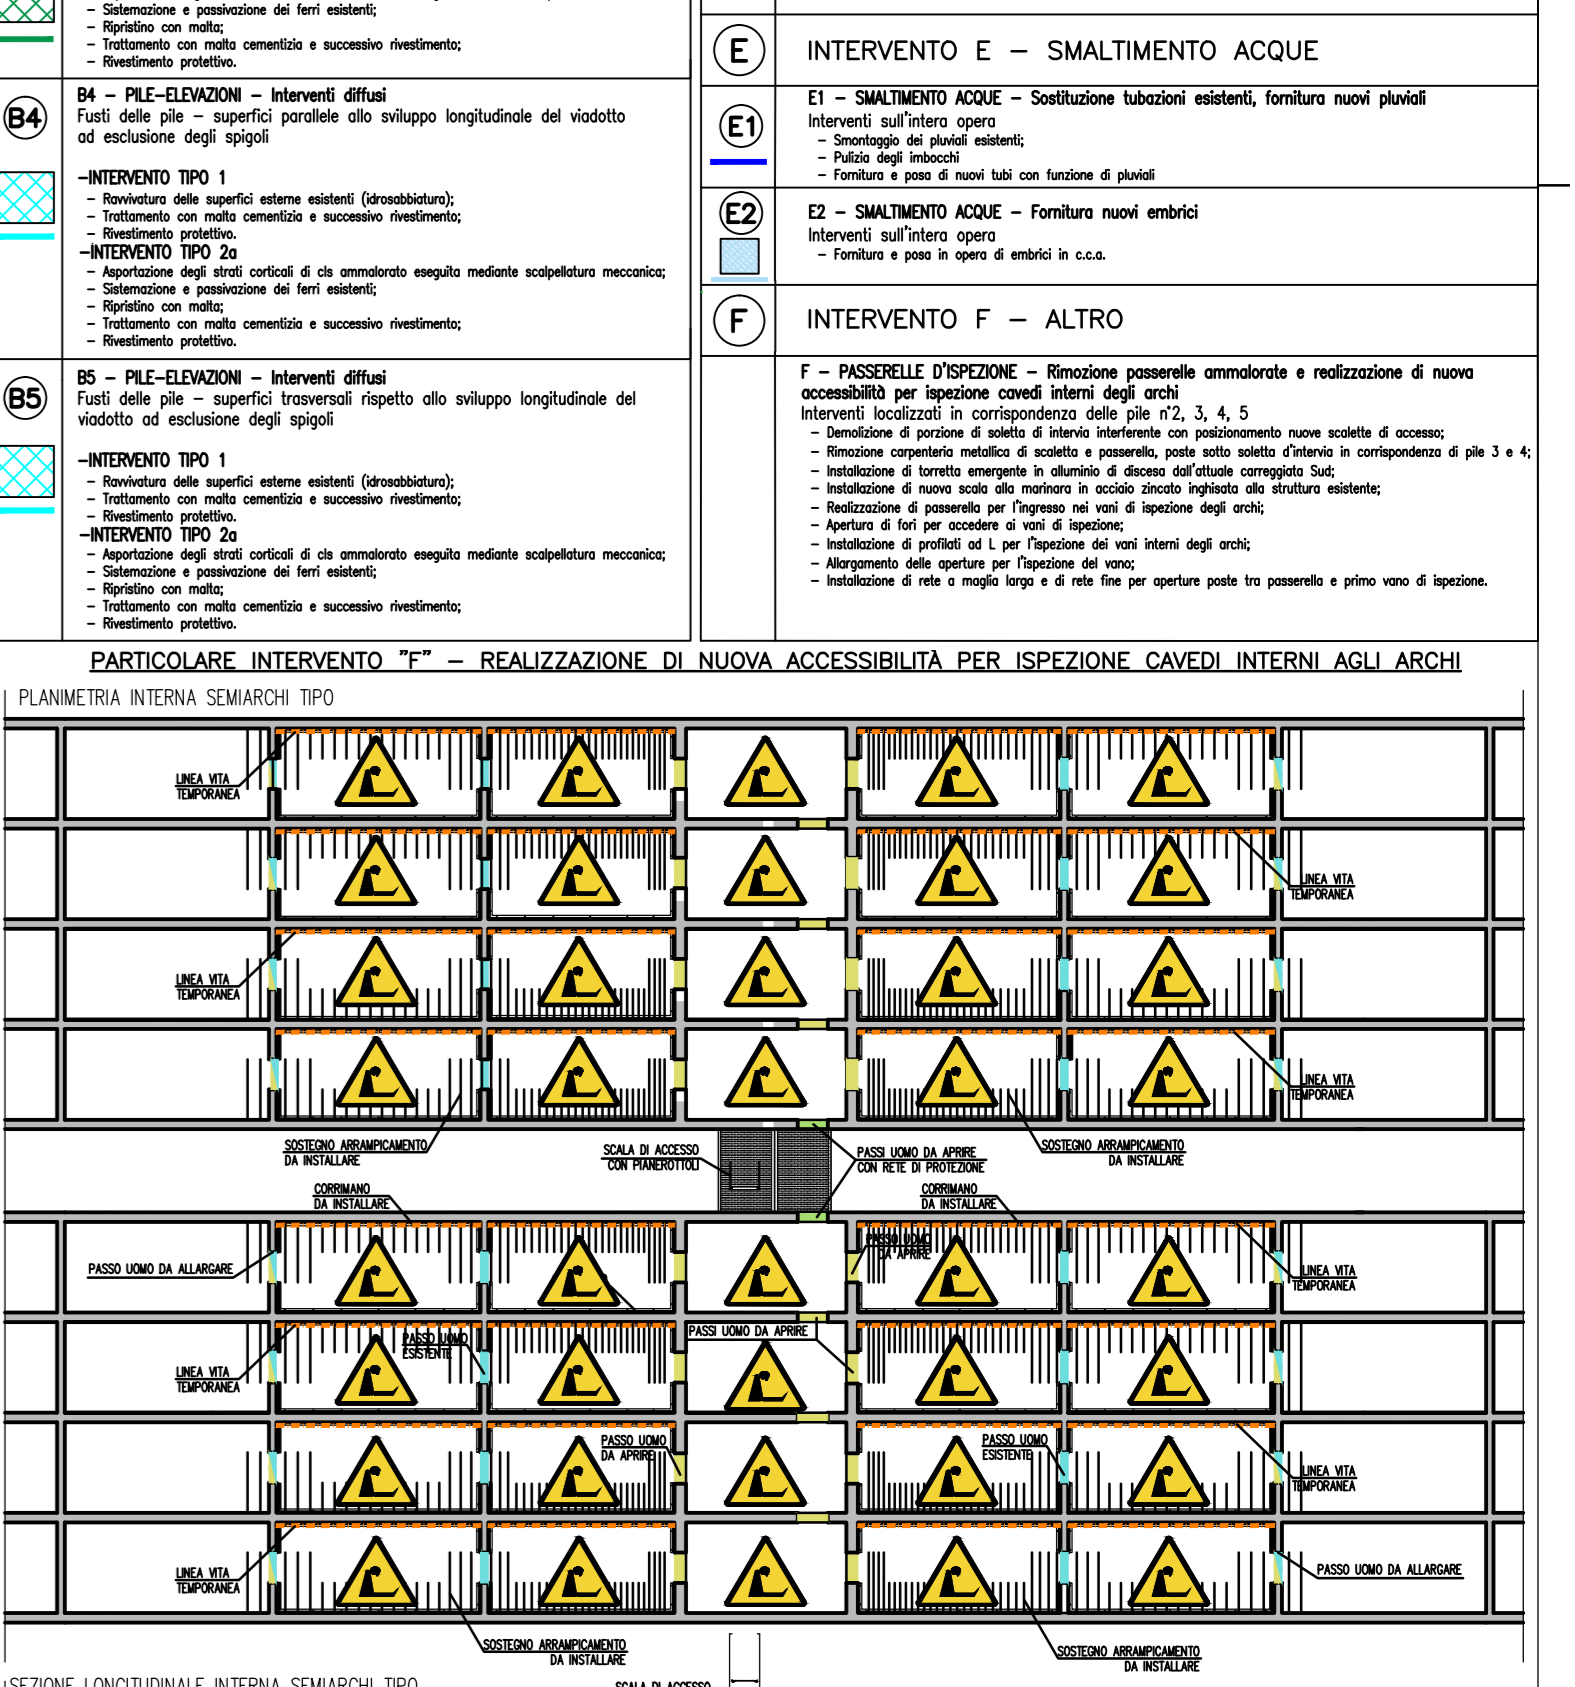 - Sistemazione e passivazione dei ferri esistenti;
- Ripristino con malta;
- Trattamento con malta cementizia e successivo rivestimento;
- Rivestimento protettivo.
B4
B4 - PILE-ELEVAZIONI - Interventi diffusi
Fusti delle pile - superfici parallele allo sviluppo longitudinale del viadotto
ad esclusione degli spigoli
-INTERVENTO TIPO 1
- Ravvivatura delle superfici esterne esistenti (idrosabbiatura);
- Trattamento con malta cementizia e successivo rivestimento;
- Rivestimento protettivo.
-INTERVENTO TIPO 2a
- Asportazione degli strati corticali di cls ammalorato eseguita mediante scalpellatura meccanica;
- Sistemazione e passivazione dei ferri esistenti;
- Ripristino con malta;
- Trattamento con malta cementizia e successivo rivestimento;
- Rivestimento protettivo.
B5
B5 - PILE-ELEVAZIONI - Interventi diffusi
Fusti delle pile - superfici trasversali rispetto allo sviluppo longitudinale del
viadotto ad esclusione degli spigoli
-INTERVENTO TIPO 1
- Ravvivatura delle superfici esterne esistenti (idrosabbiatura);
- Trattamento con malta cementizia e successivo rivestimento;
- Rivestimento protettivo.
-INTERVENTO TIPO 2a
- Asportazione degli strati corticali di cls ammalorato eseguita mediante scalpellatura meccanica;
- Sistemazione e passivazione dei ferri esistenti;
- Ripristino con malta;
- Trattamento con malta cementizia e successivo rivestimento;
- Rivestimento protettivo.
E
INTERVENTO E - SMALTIMENTO ACQUE
E1
E1 - SMALTIMENTO ACQUE - Sostituzione tubazioni esistenti, fornitura nuovi pluviali
Interventi sull'intera opera
- Smontaggio dei pluviali esistenti;
- Pulizia degli imbocchi
- Fornitura e posa di nuovi tubi con funzione di pluviali
E2
E2 - SMALTIMENTO ACQUE - Fornitura nuovi embrici
Interventi sull'intera opera
- Fornitura e posa in opera di embrici in c.c.a.
F
INTERVENTO F - ALTRO
F - PASSERELLE D'ISPEZIONE - Rimozione passerelle ammalorate e realizzazione di nuova
accessibilità per ispezione cavedi interni degli archi
Interventi localizzati in corrispondenza delle pile n°2, 3, 4, 5
- Demolizione di porzione di soletta di intervia interferente con posizionamento nuove scalette di accesso;
- Rimozione carpenteria metallica di scaletta e passerella, poste sotto soletta d'intervia in corrispondenza di pile 3 e 4;
- Installazione di torretta emergente in alluminio di discesa dall'attuale carreggiata Sud;
- Installazione di nuova scala alla marinara in acciaio zincato inghisata alla struttura esistente;
- Realizzazione di passerella per l'ingresso nei vani di ispezione degli archi;
- Apertura di fori per accedere ai vani di ispezione;
- Installazione di profilati ad L per l'ispezione dei vani interni degli archi;
- Allargamento delle aperture per l'ispezione del vano;
- Installazione di rete a maglia larga e di rete fine per aperture poste tra passerella e primo vano di ispezione.
PARTICOLARE INTERVENTO "F" - REALIZZAZIONE DI NUOVA ACCESSIBILITÀ PER ISPEZIONE CAVEDI INTERNI AGLI ARCHI
PLANIMETRIA INTERNA SEMIARCHI TIPO
LINEA VITA
TEMPORANEA
LINEA VITA
TEMPORANEA
LINEA VITA
TEMPORANEA
LINEA VITA
TEMPORANEA
SOSTEGNO ARRAMPICAMENTO
DA INSTALLARE
SCALA DI ACCESSO
CON PIANEROTTOLI
PASSI UOMO DA APRIRE
CON RETE DI PROTEZIONE
SOSTEGNO ARRAMPICAMENTO
DA INSTALLARE
CORRIMANO
DA INSTALLARE
CORRIMANO
DA INSTALLARE
PASSO UOMO
DA APRIRE
PASSO UOMO DA ALLARGARE
LINEA VITA
TEMPORANEA
PASSO UOMO
ESISTENTE
PASSI UOMO DA APRIRE
LINEA VITA
TEMPORANEA
PASSO UOMO
DA APRIRE
PASSO UOMO
ESISTENTE
LINEA VITA
TEMPORANEA
LINEA VITA
TEMPORANEA
PASSO UOMO DA ALLARGARE
SOSTEGNO ARRAMPICAMENTO
DA INSTALLARE
SOSTEGNO ARRAMPICAMENTO
DA INSTALLARE
SEZIONE LONGITUDINALE INTERNA SEMIARCHI TIPO
SCALA DI ACCESSO